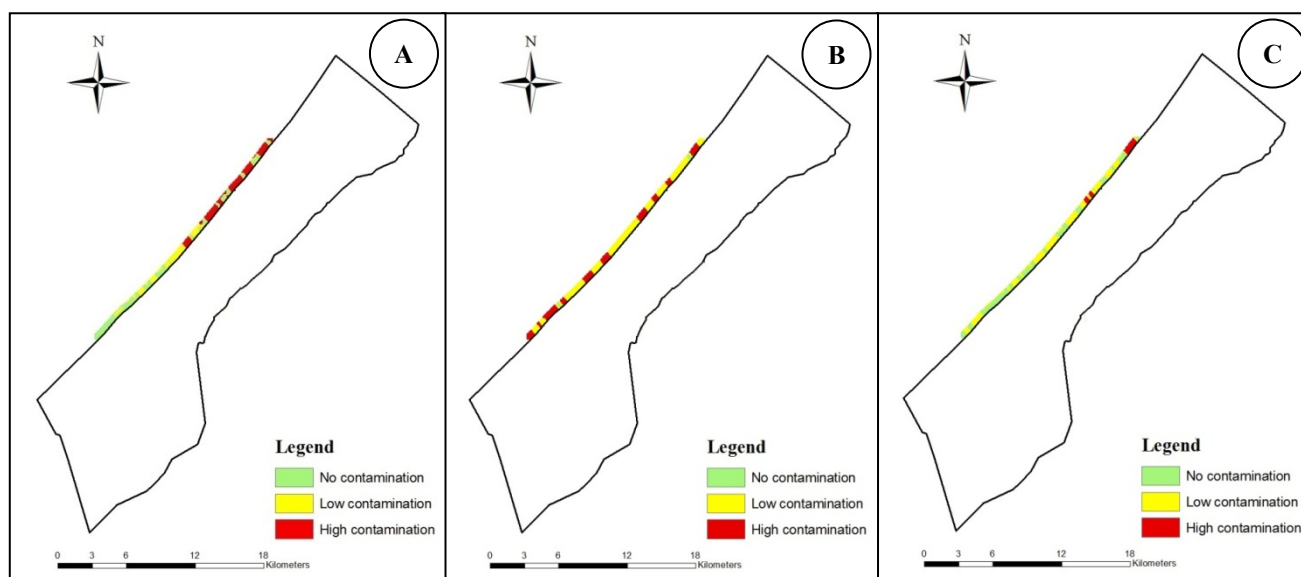 A
N
Legend
No contamination
Low contamination
High contamination
0 3 6 12 18
Kilometers
B
N
Legend
No contamination
Low contamination
High contamination
0 3 6 12 18
Kilometers
C
N
Legend
No contamination
Low contamination
High contamination
0 3 6 12 18
Kilometers